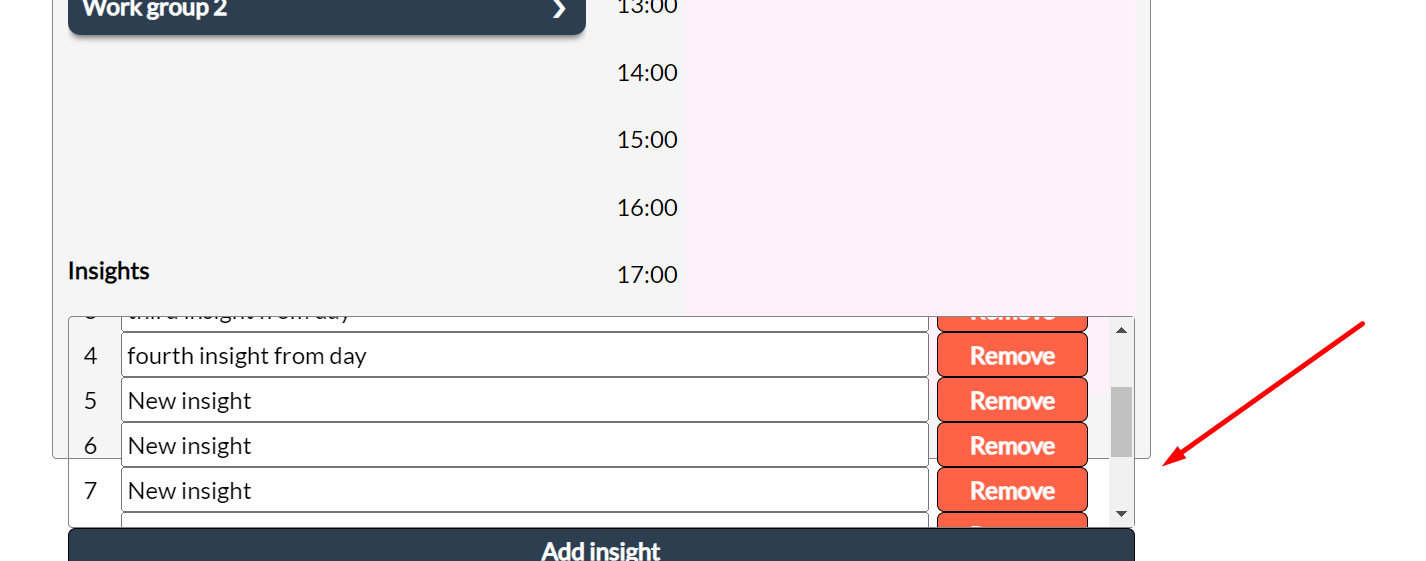 Work group 2
13:00
14:00
15:00
16:00
Insights
17:00
third insight from day
Remove
4 fourth insight from day Remove
5 New insight Remove
6 New insight Remove
7 New insight Remove
Add insight